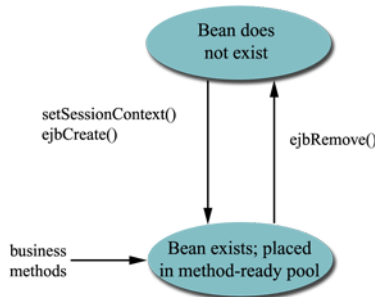 Bean does
not exist
setSessionContext()
ejbCreate()
ejbRemove()
business
methods
Bean exists; placed
in method-ready pool